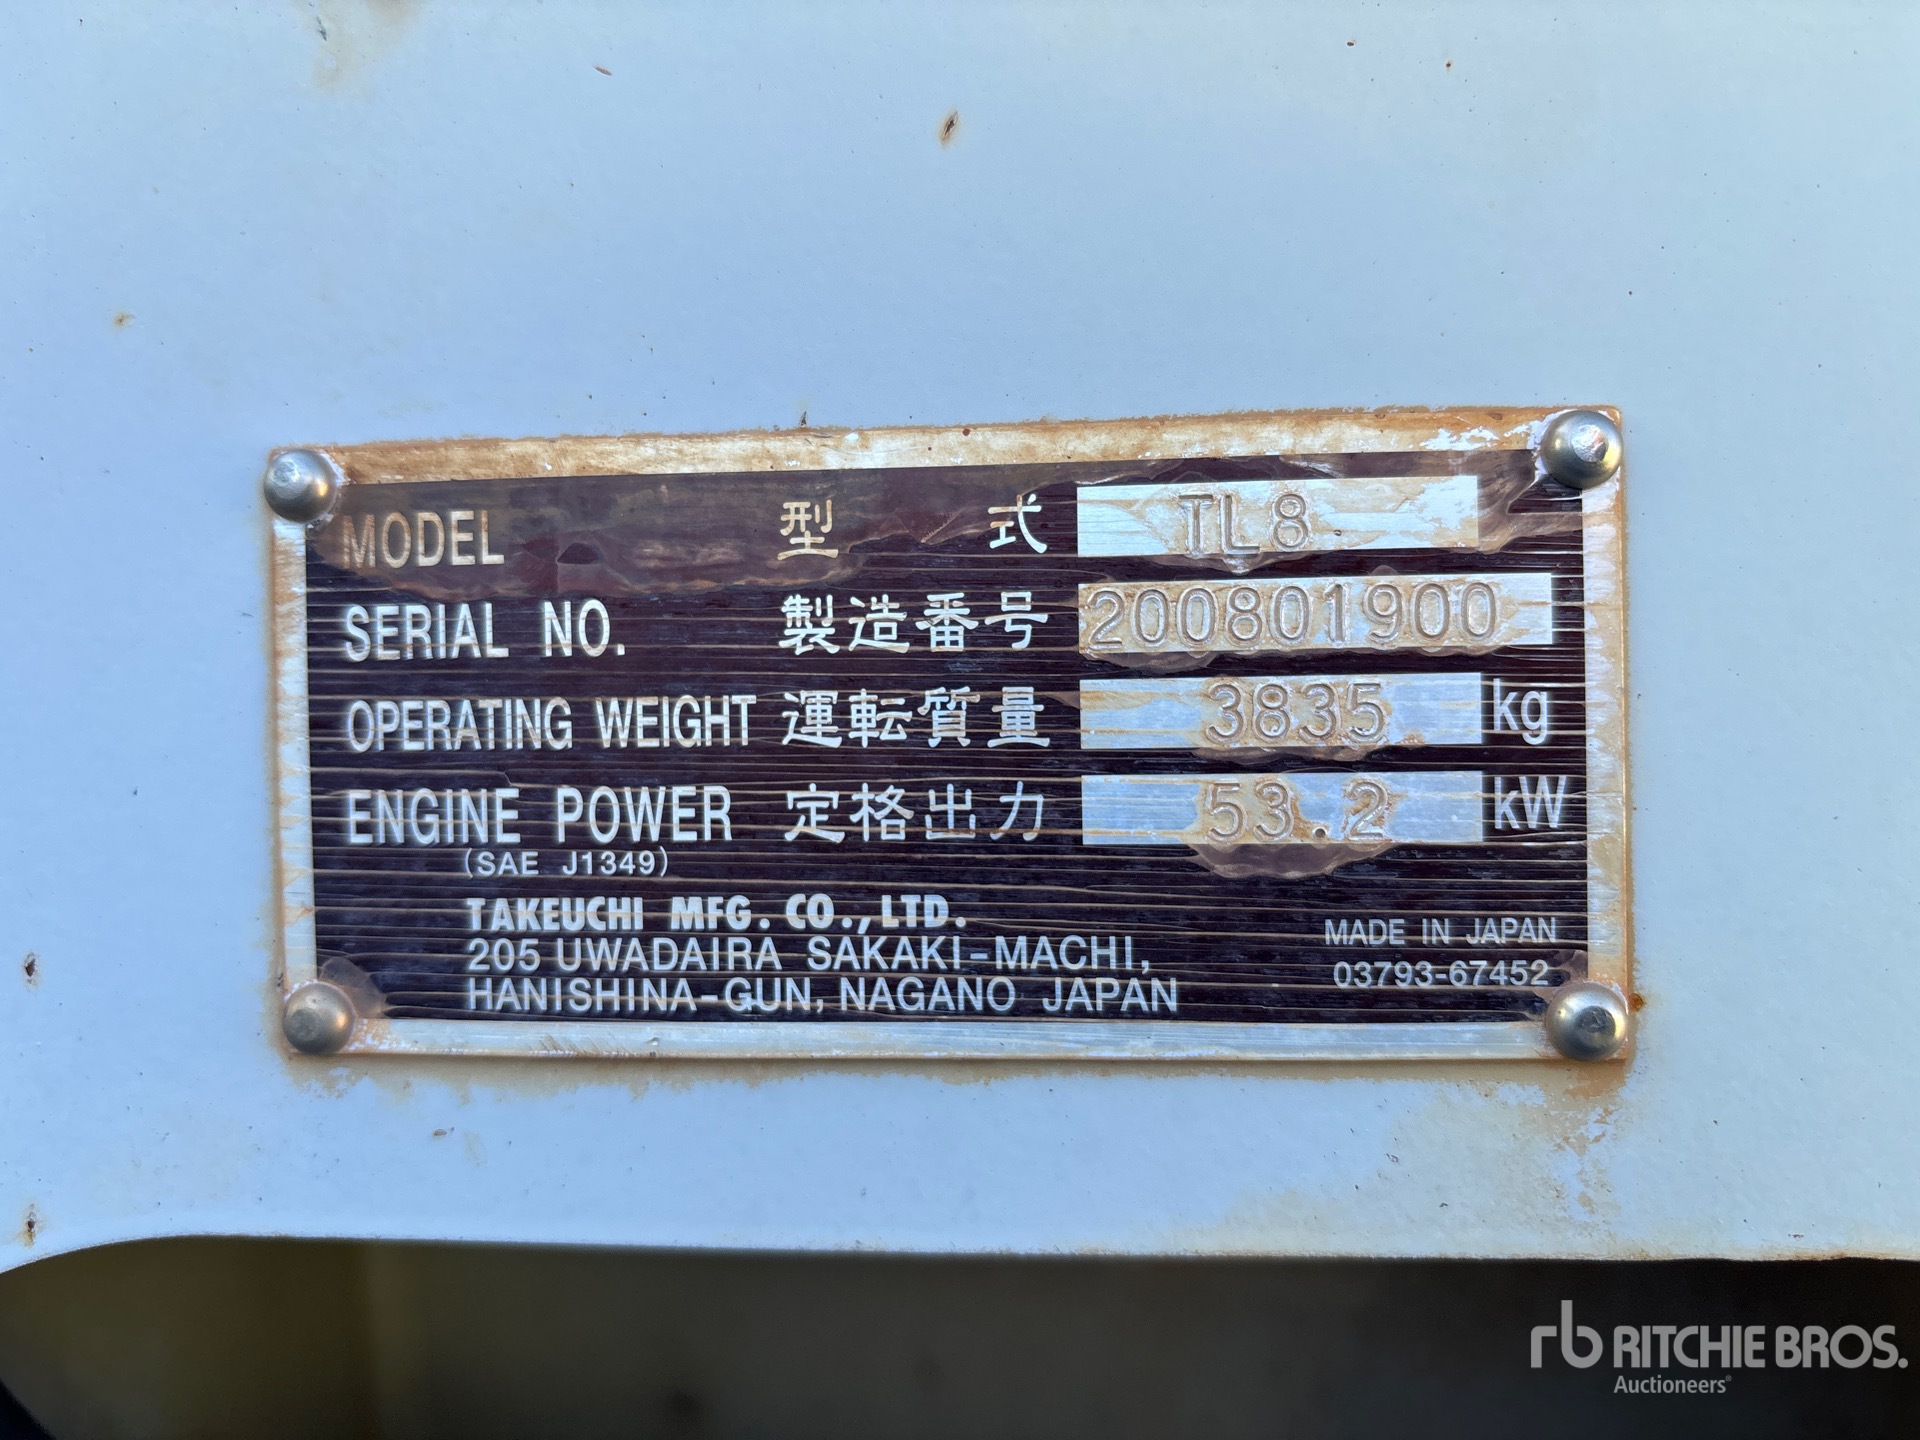 MODEL 型式 TL8
SERIAL NO. 製造番号 200801900
OPERATING WEIGHT 運転質量 3835 kg
ENGINE POWER 定格出力 53.2 kW
(SAE J1349)
TAKEUCHI MFG. CO., LTD.
205 UWADAIRA SAKAKI-MACHI,
HANISHINA-GUN, NAGANO JAPAN
MADE IN JAPAN
03793-67452
rb RITCHIE BROS.
Auctioneers®